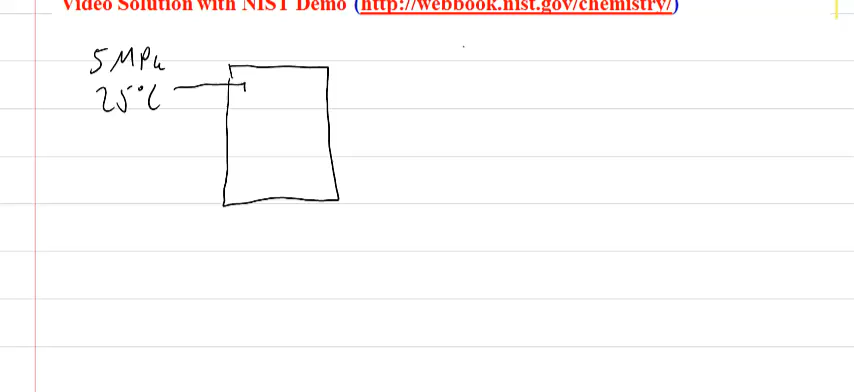 Video Solution with NIST Demo (http://webbook.nist.gov/chemistry/)
5 MPa
25°C